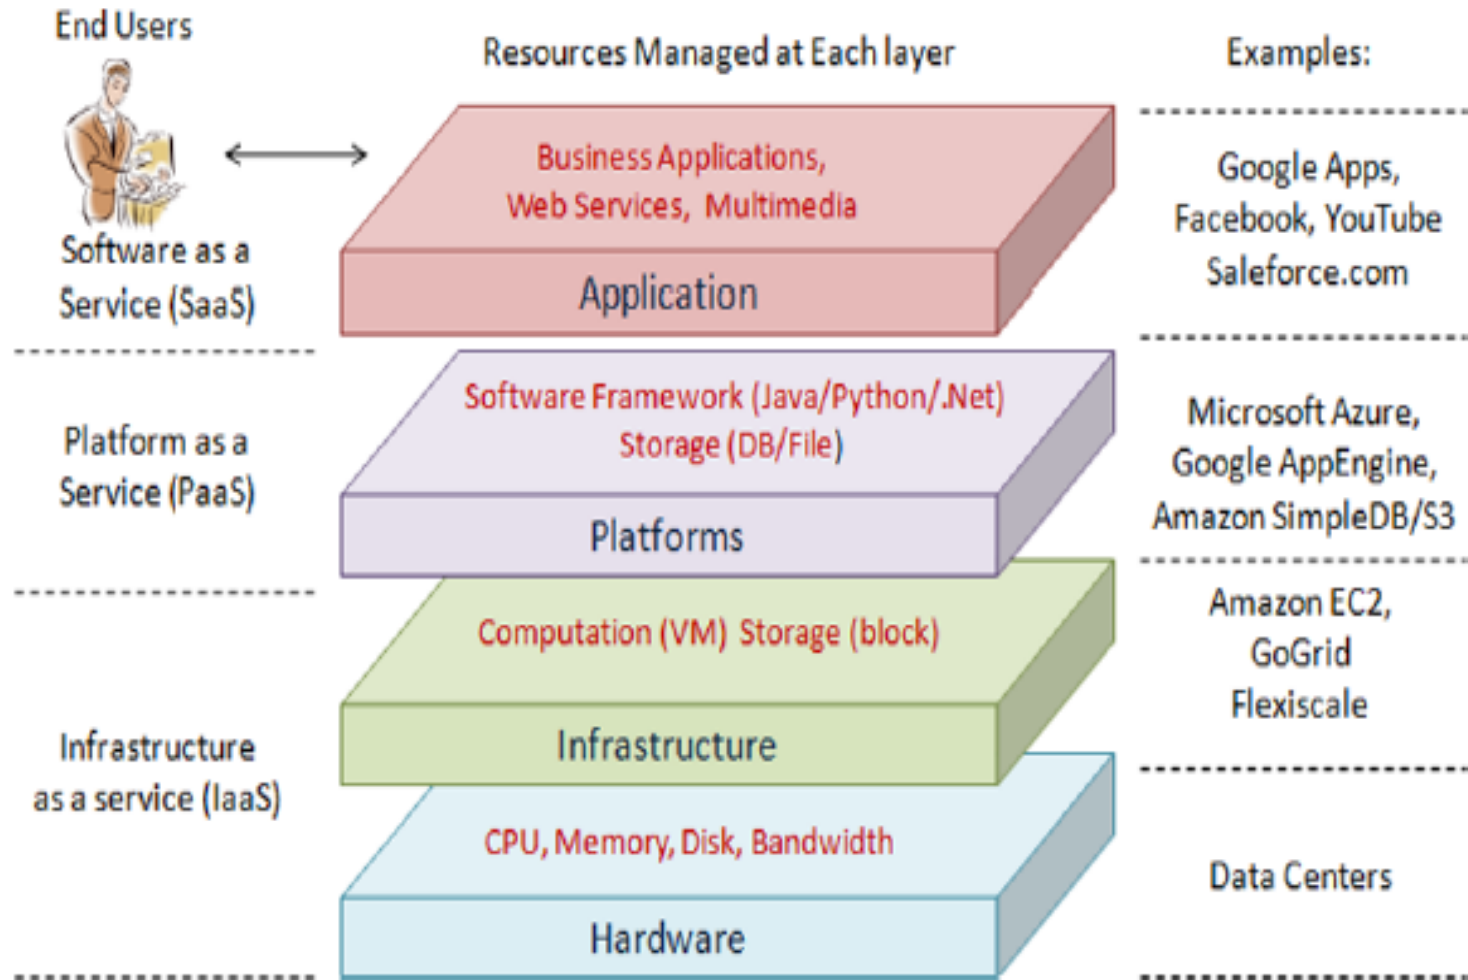 End Users
Resources Managed at Each layer
Examples:
Business Applications,
Web Services, Multimedia
Application
Software as a
Service (SaaS)
Google Apps,
Facebook, YouTube
Saleforce.com
Software Framework (Java/Python/.Net)
Storage (DB/File)
Platforms
Platform as a
Service (PaaS)
Microsoft Azure,
Google AppEngine,
Amazon SimpleDB/S3
Computation (VM) Storage (block)
Infrastructure
Amazon EC2,
GoGrid
Flexiscale
Infrastructure
as a service (IaaS)
CPU, Memory, Disk, Bandwidth
Hardware
Data Centers